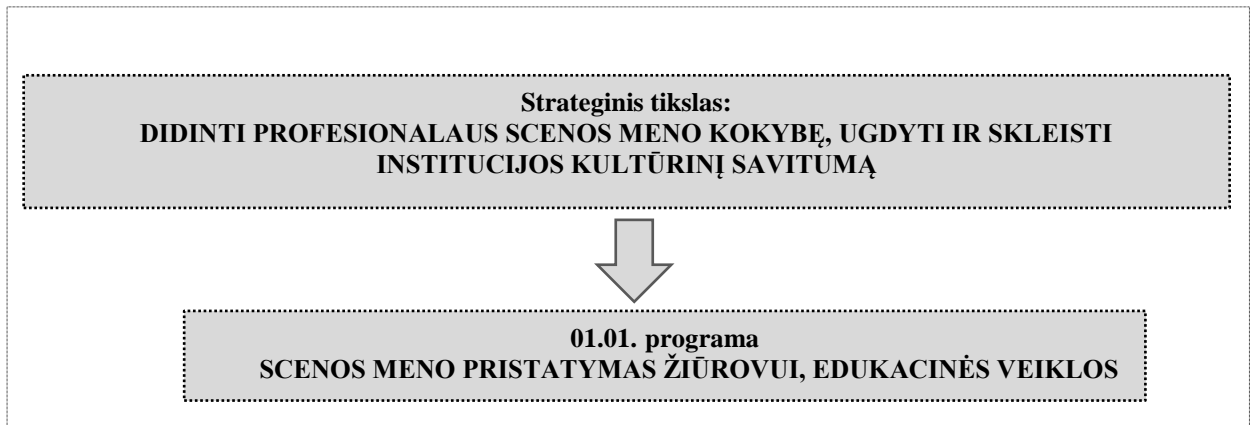 Strateginis tikslas:
DIDINTI PROFESIONALAUS SCENOS MENO KOKYBĘ, UGDYTI IR SKLEISTI
INSTITUCIJOS KULTŪRINĮ SAVITUMĄ
01.01. programa
SCENOS MENO PRISTATYMAS ŽIŪROVUI, EDUKACINĖS VEIKLOS